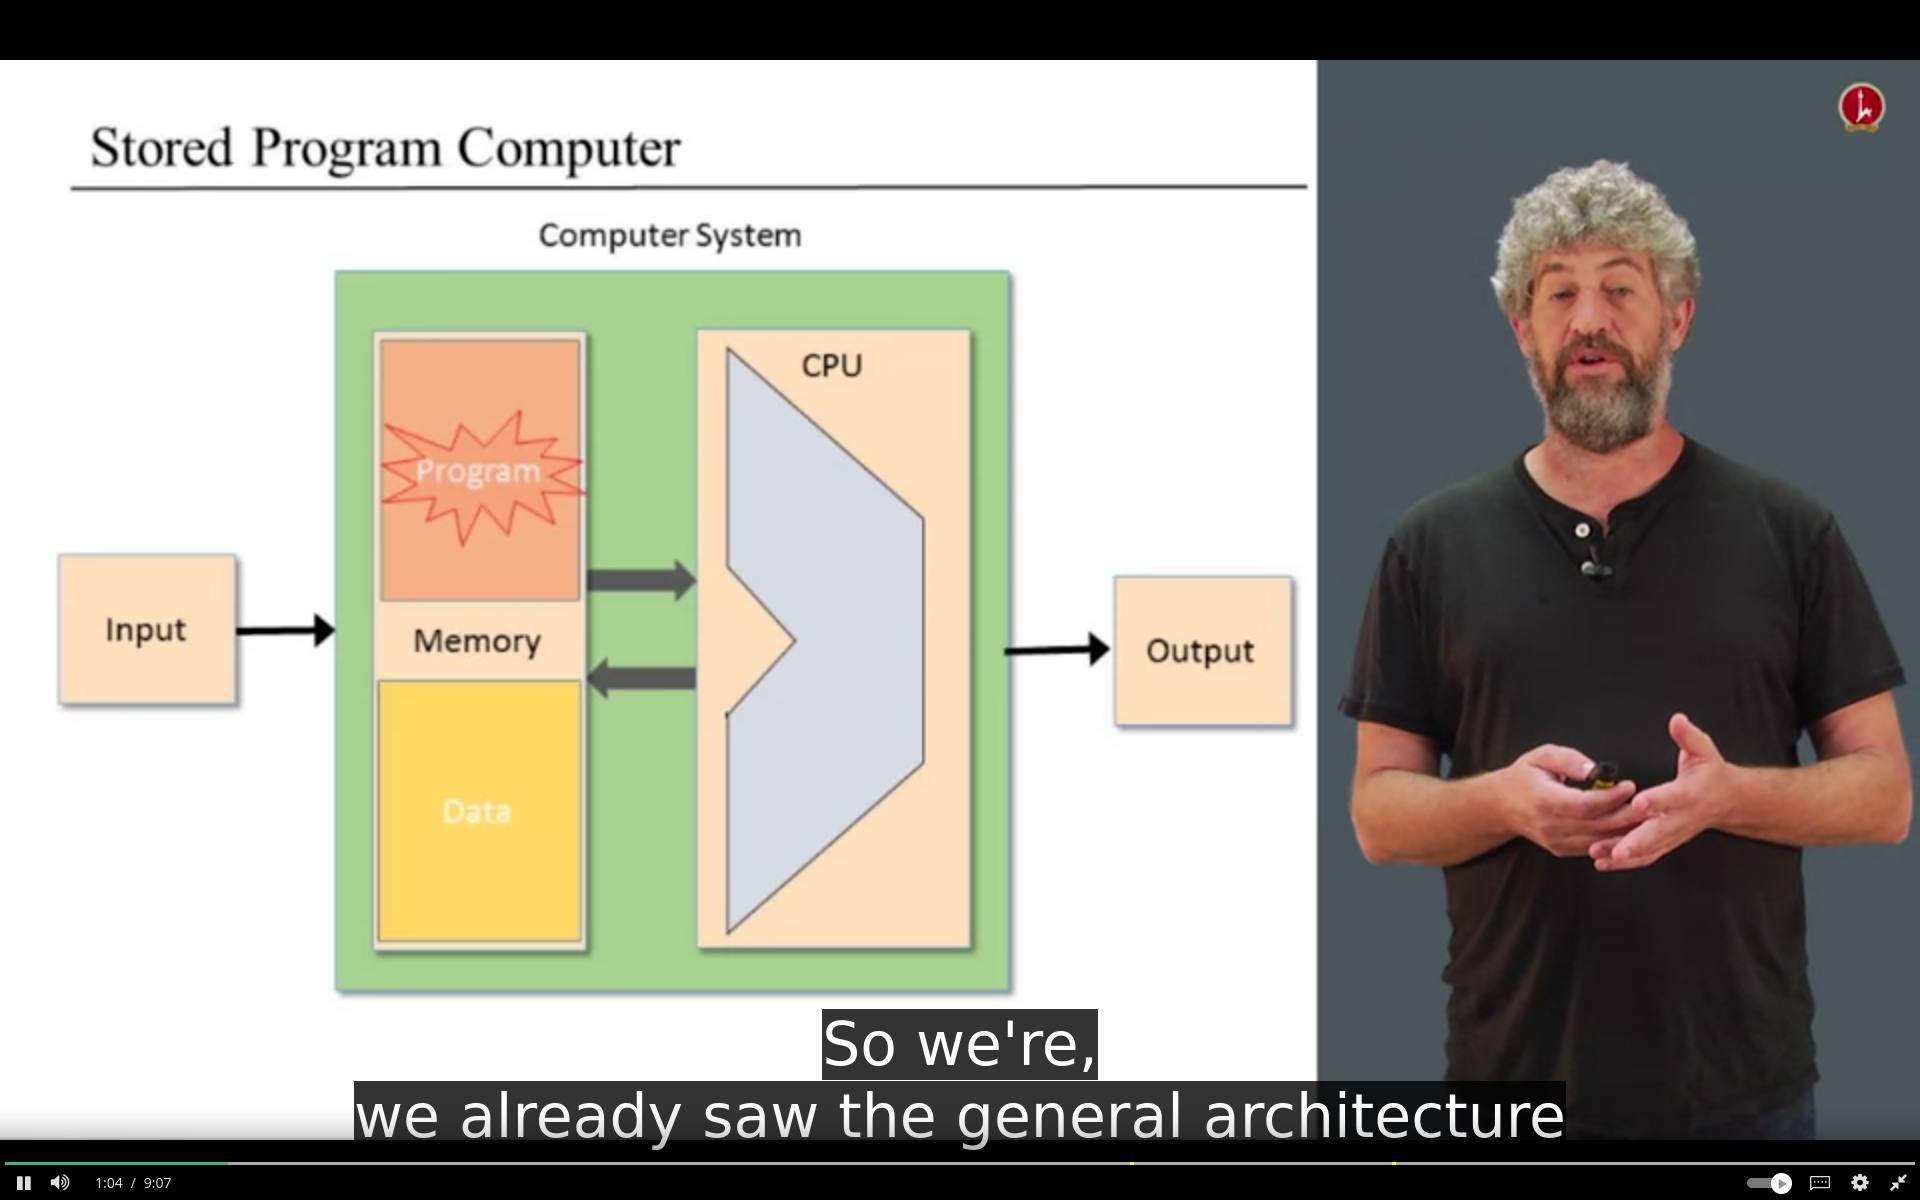 Stored Program Computer
Computer System
CPU
Program
Input
Memory
Output
Data
So we're,
we already saw the general architecture
1:04 / 9:07